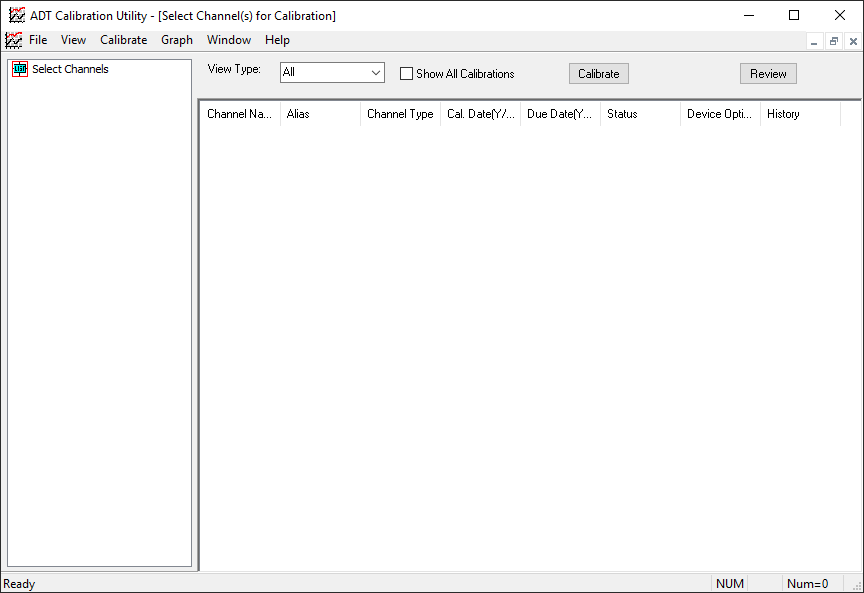 ADT Calibration Utility - [Select Channel(s) for Calibration]
File View Calibrate Graph Window Help
Select Channels
View Type: All Show All Calibrations Calibrate Review
Channel Na... Alias Channel Type Cal. Date(Y/... Due Date(Y... Status Device Opti... History
Ready NUM Num=0